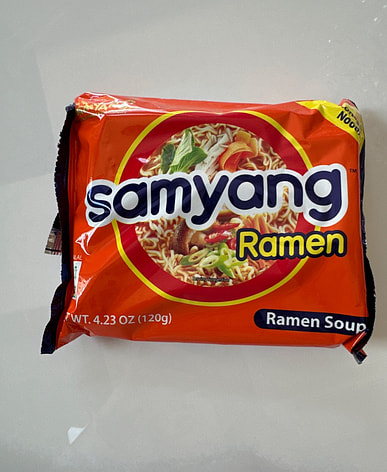 samyang
Ramen
WT. 4.23 OZ (120g)
Ramen Soup